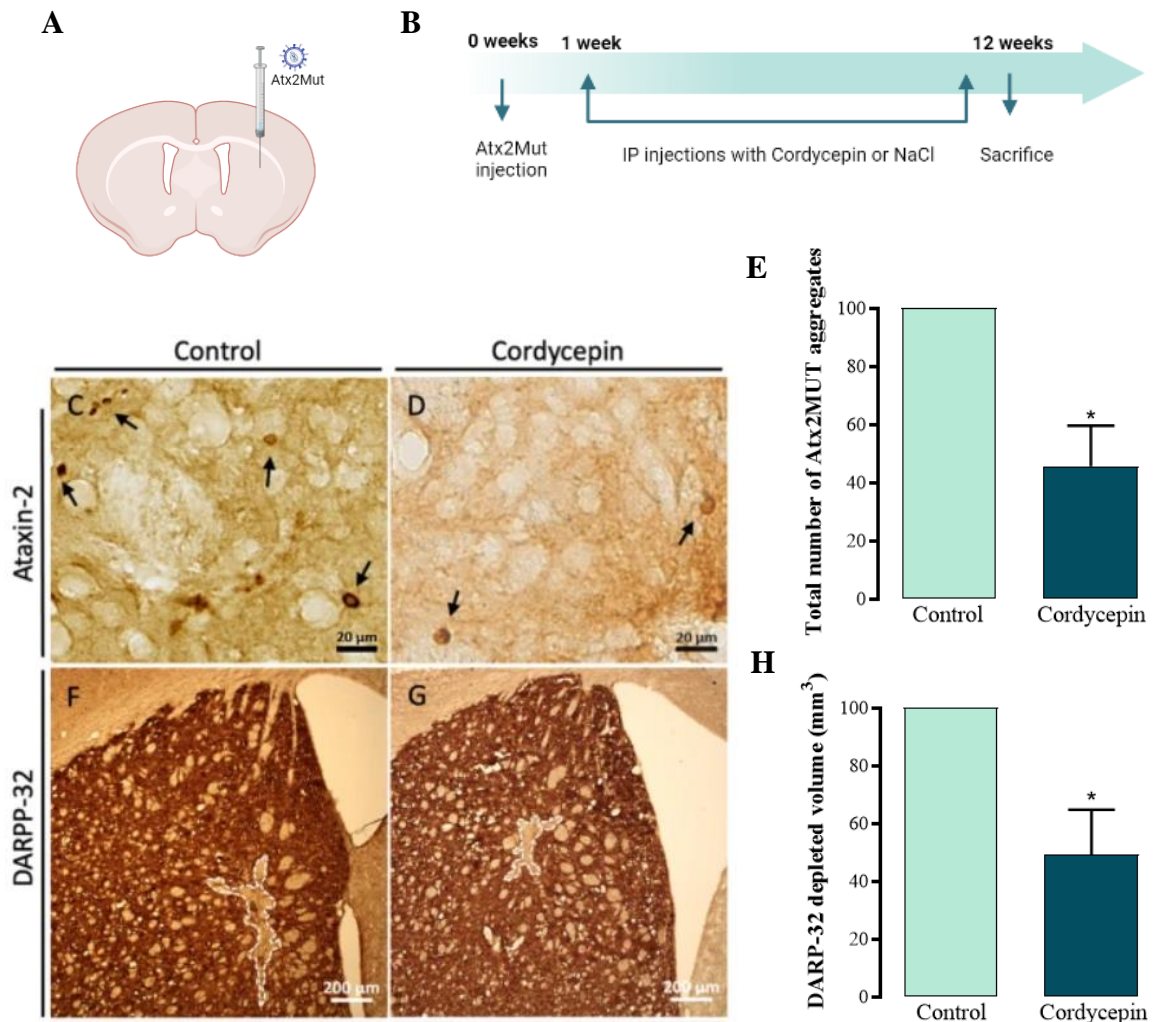 A
Atx2Mut
B
0 weeks 1 week 12 weeks
Atx2Mut
injection
IP injections with Cordycepin or NaCl
Sacrifice
Control Cordycepin
Ataxin-2
C
20 µm
D
20 µm
DARPP-32
F
200 µm
G
200 µm
E
Total number of Atx2MUT aggregates
100
80
60
40
20
0
*
Control Cordycepin
H
DARP-32 depleted volume (mm³)
100
80
60
40
20
0
*
Control Cordycepin